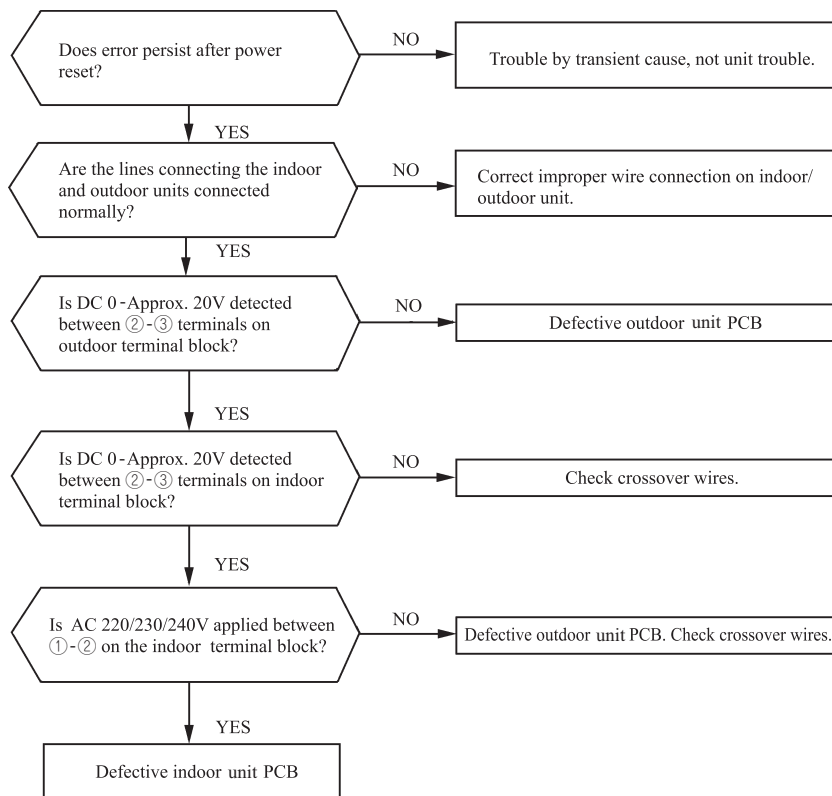 Does error persist after power
reset?
NO
Trouble by transient cause, not unit trouble.
YES
Are the lines connecting the indoor
and outdoor units connected
normally?
NO
Correct improper wire connection on indoor/
outdoor unit.
YES
Is DC 0-Approx. 20V detected
between ②-③ terminals on
outdoor terminal block?
NO
Defective outdoor unit PCB
YES
Is DC 0-Approx. 20V detected
between ②-③ terminals on indoor
terminal block?
NO
Check crossover wires.
YES
Is AC 220/230/240V applied between
①-② on the indoor terminal block?
NO
Defective outdoor unit PCB. Check crossover wires.
YES
Defective indoor unit PCB